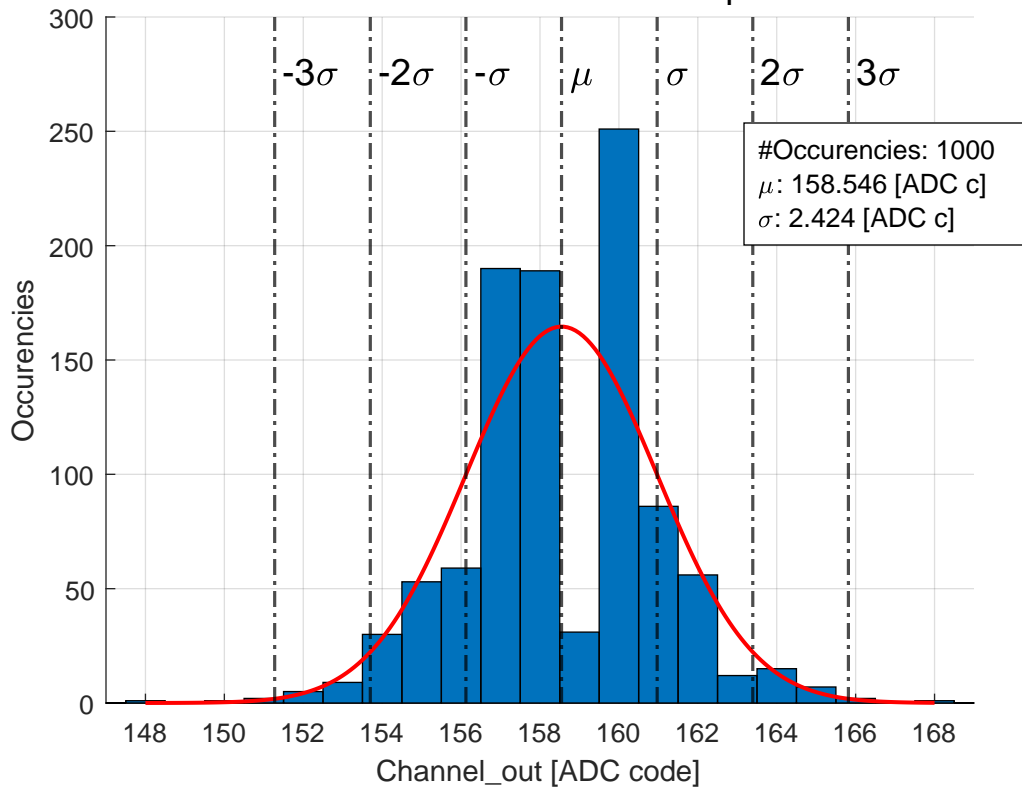 300
250
200
150
100
50
0
-3σ -2σ -σ μ σ 2σ 3σ
#Occurencies: 1000
μ: 158.546 [ADC c]
σ: 2.424 [ADC c]
Occurencies
148 150 152 154 156 158 160 162 164 166 168
Channel_out [ADC code]